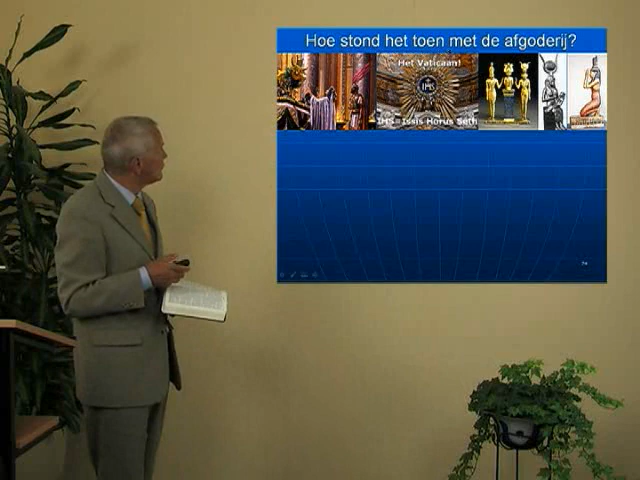 Hoe stond het toen met de afgoderij?
Het Vaticaan!
IHS
IHS= Issis Horus Seth